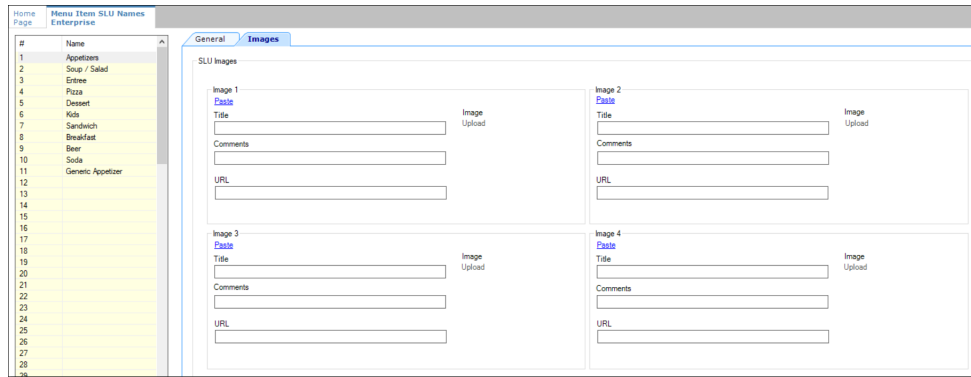 Home Page
Menu Item SLU Names Enterprise
# Name
1 Appetizers
2 Soup / Salad
3 Entree
4 Pizza
5 Dessert
6 Kids
7 Sandwich
8 Breakfast
9 Beer
10 Soda
11 Generic Appetizer
12
13
14
15
16
17
18
19
20
21
22
23
24
25
26
27
28
29
General Images
SLU Images
Image 1
Paste
Title
Image
Upload
Comments
URL
Image 2
Paste
Title
Image
Upload
Comments
URL
Image 3
Paste
Title
Image
Upload
Comments
URL
Image 4
Paste
Title
Image
Upload
Comments
URL